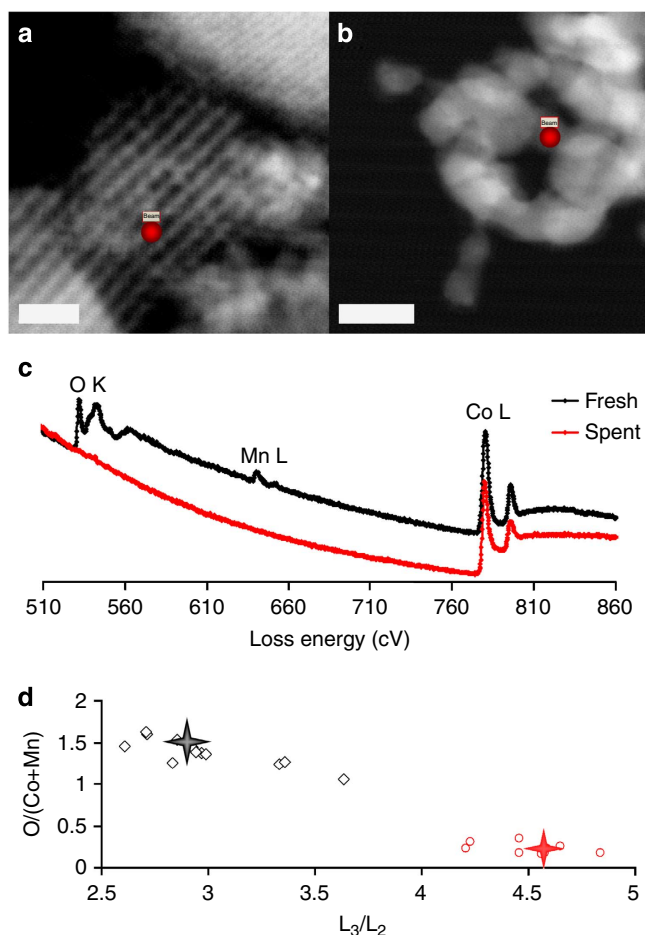 a
b
Beam
Beam
c
O K
Mn L
Co L
Fresh
Spent
510 560 610 660 710 760 810 860
Loss energy (cV)
d
O/(Co+Mn)
2
1.5
1
0.5
0
2.5 3 3.5 4 4.5 5
L₃/L₂